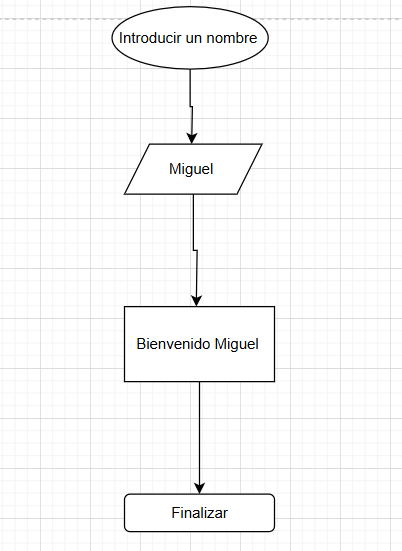 Introducir un nombre
Miguel
Bienvenido Miguel
Finalizar